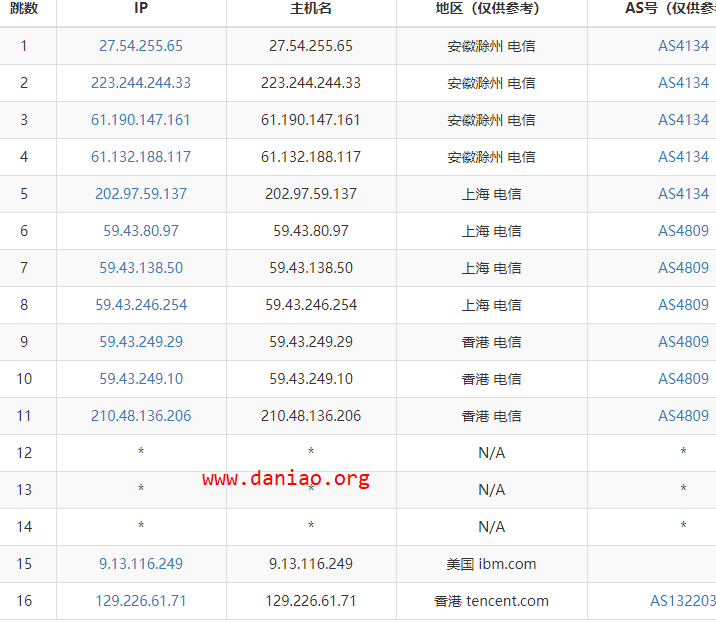 跳数 IP 主机名 地区（仅供参考） AS号（仅供参考
1 27.54.255.65 27.54.255.65 安徽滁州 电信 AS4134
2 223.244.244.33 223.244.244.33 安徽滁州 电信 AS4134
3 61.190.147.161 61.190.147.161 安徽滁州 电信 AS4134
4 61.132.188.117 61.132.188.117 安徽滁州 电信 AS4134
5 202.97.59.137 202.97.59.137 上海 电信 AS4134
6 59.43.80.97 59.43.80.97 上海 电信 AS4809
7 59.43.138.50 59.43.138.50 上海 电信 AS4809
8 59.43.246.254 59.43.246.254 上海 电信 AS4809
9 59.43.249.29 59.43.249.29 香港 电信 AS4809
10 59.43.249.10 59.43.249.10 香港 电信 AS4809
11 210.48.136.206 210.48.136.206 香港 电信 AS4809
12 * * N/A *
www.daniao.org
13 * * N/A *
14 * * N/A *
15 9.13.116.249 9.13.116.249 美国 ibm.com
16 129.226.61.71 129.226.61.71 香港 tencent.com AS132203